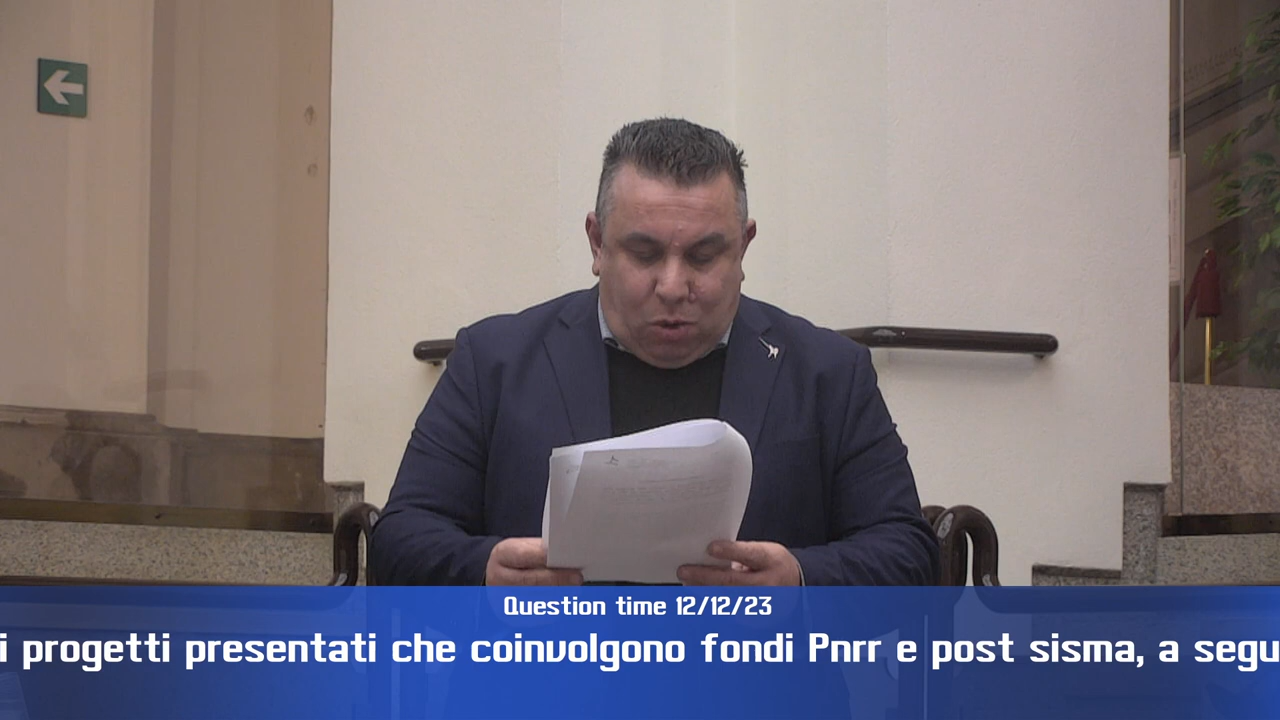 Question time 12/12/23
i progetti presentati che coinvolgono fondi Pnrr e post sisma, a segu